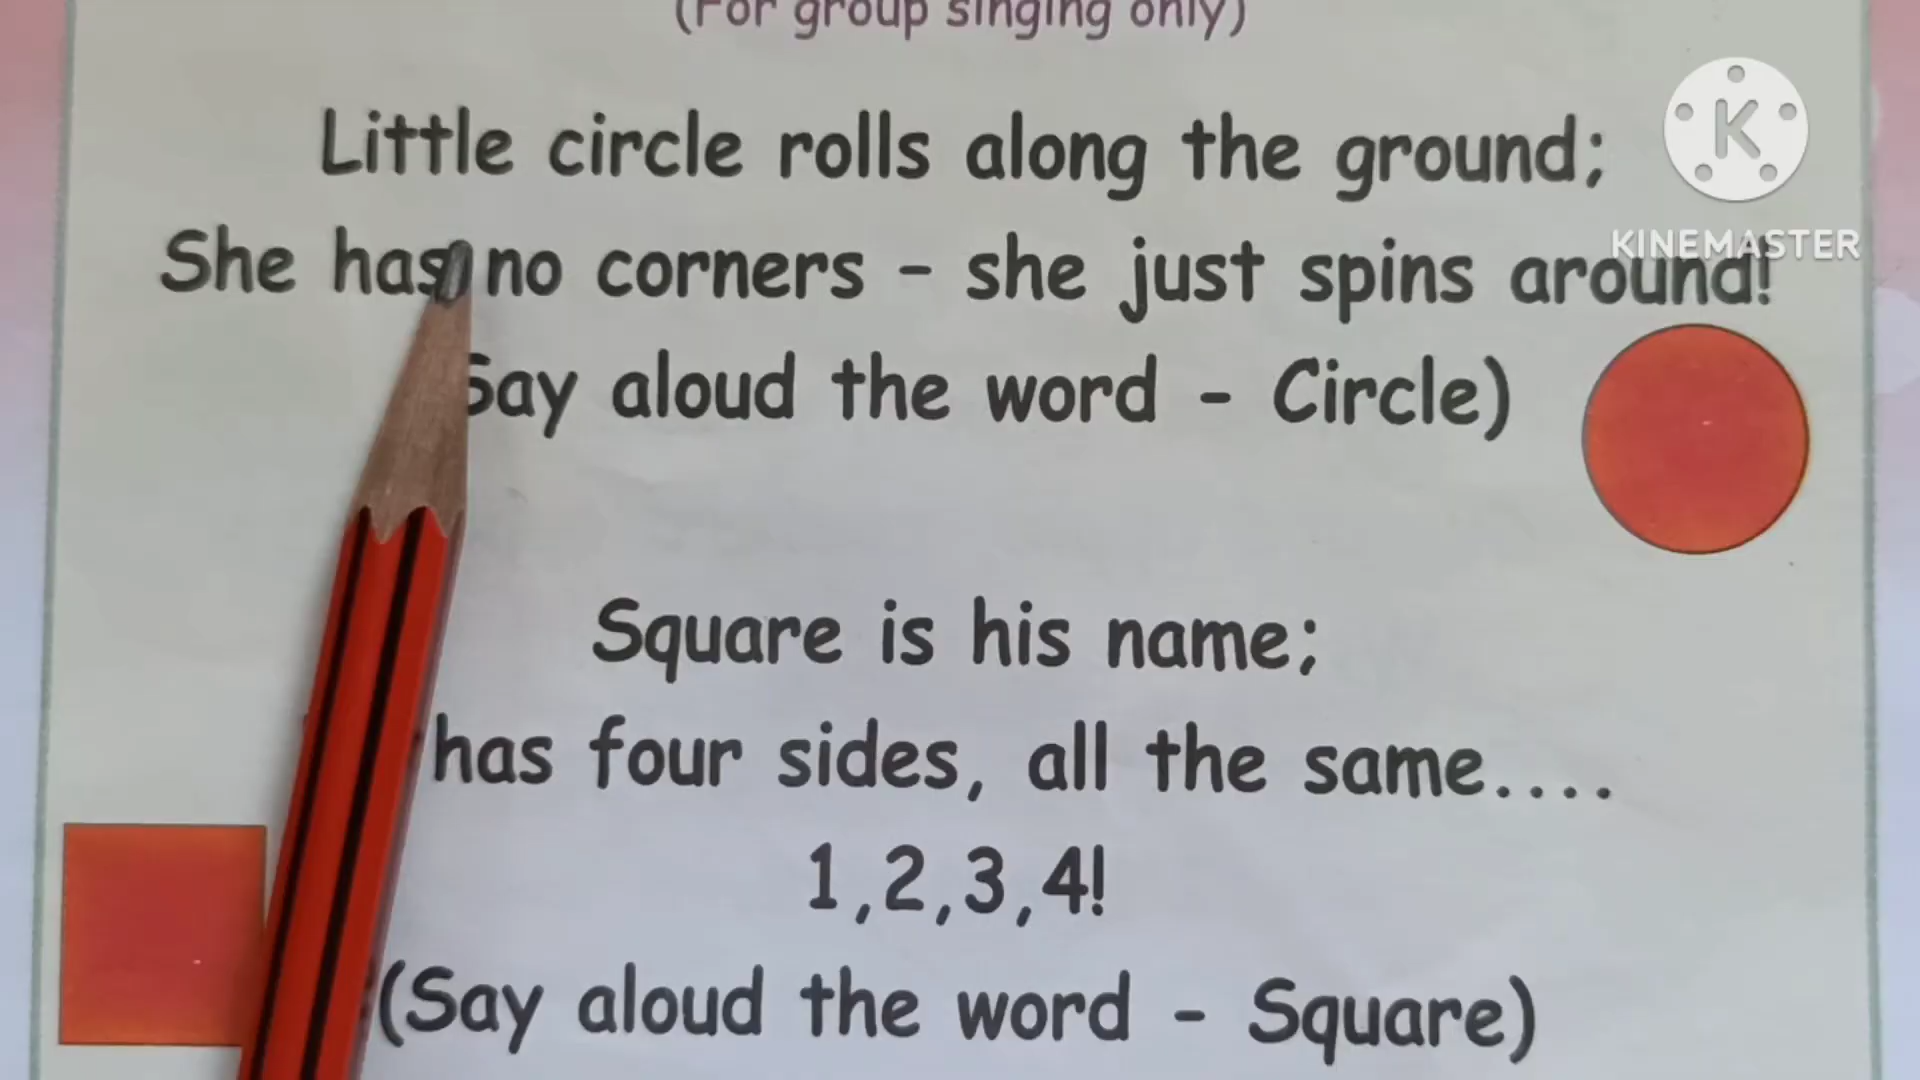 (For group singing only)
Little circle rolls along the ground;
She has no corners - she just spins around!
Say aloud the word - Circle)
Square is his name;
has four sides, all the same....
1,2,3,4!
(Say aloud the word - Square)
K
KINEMASTER